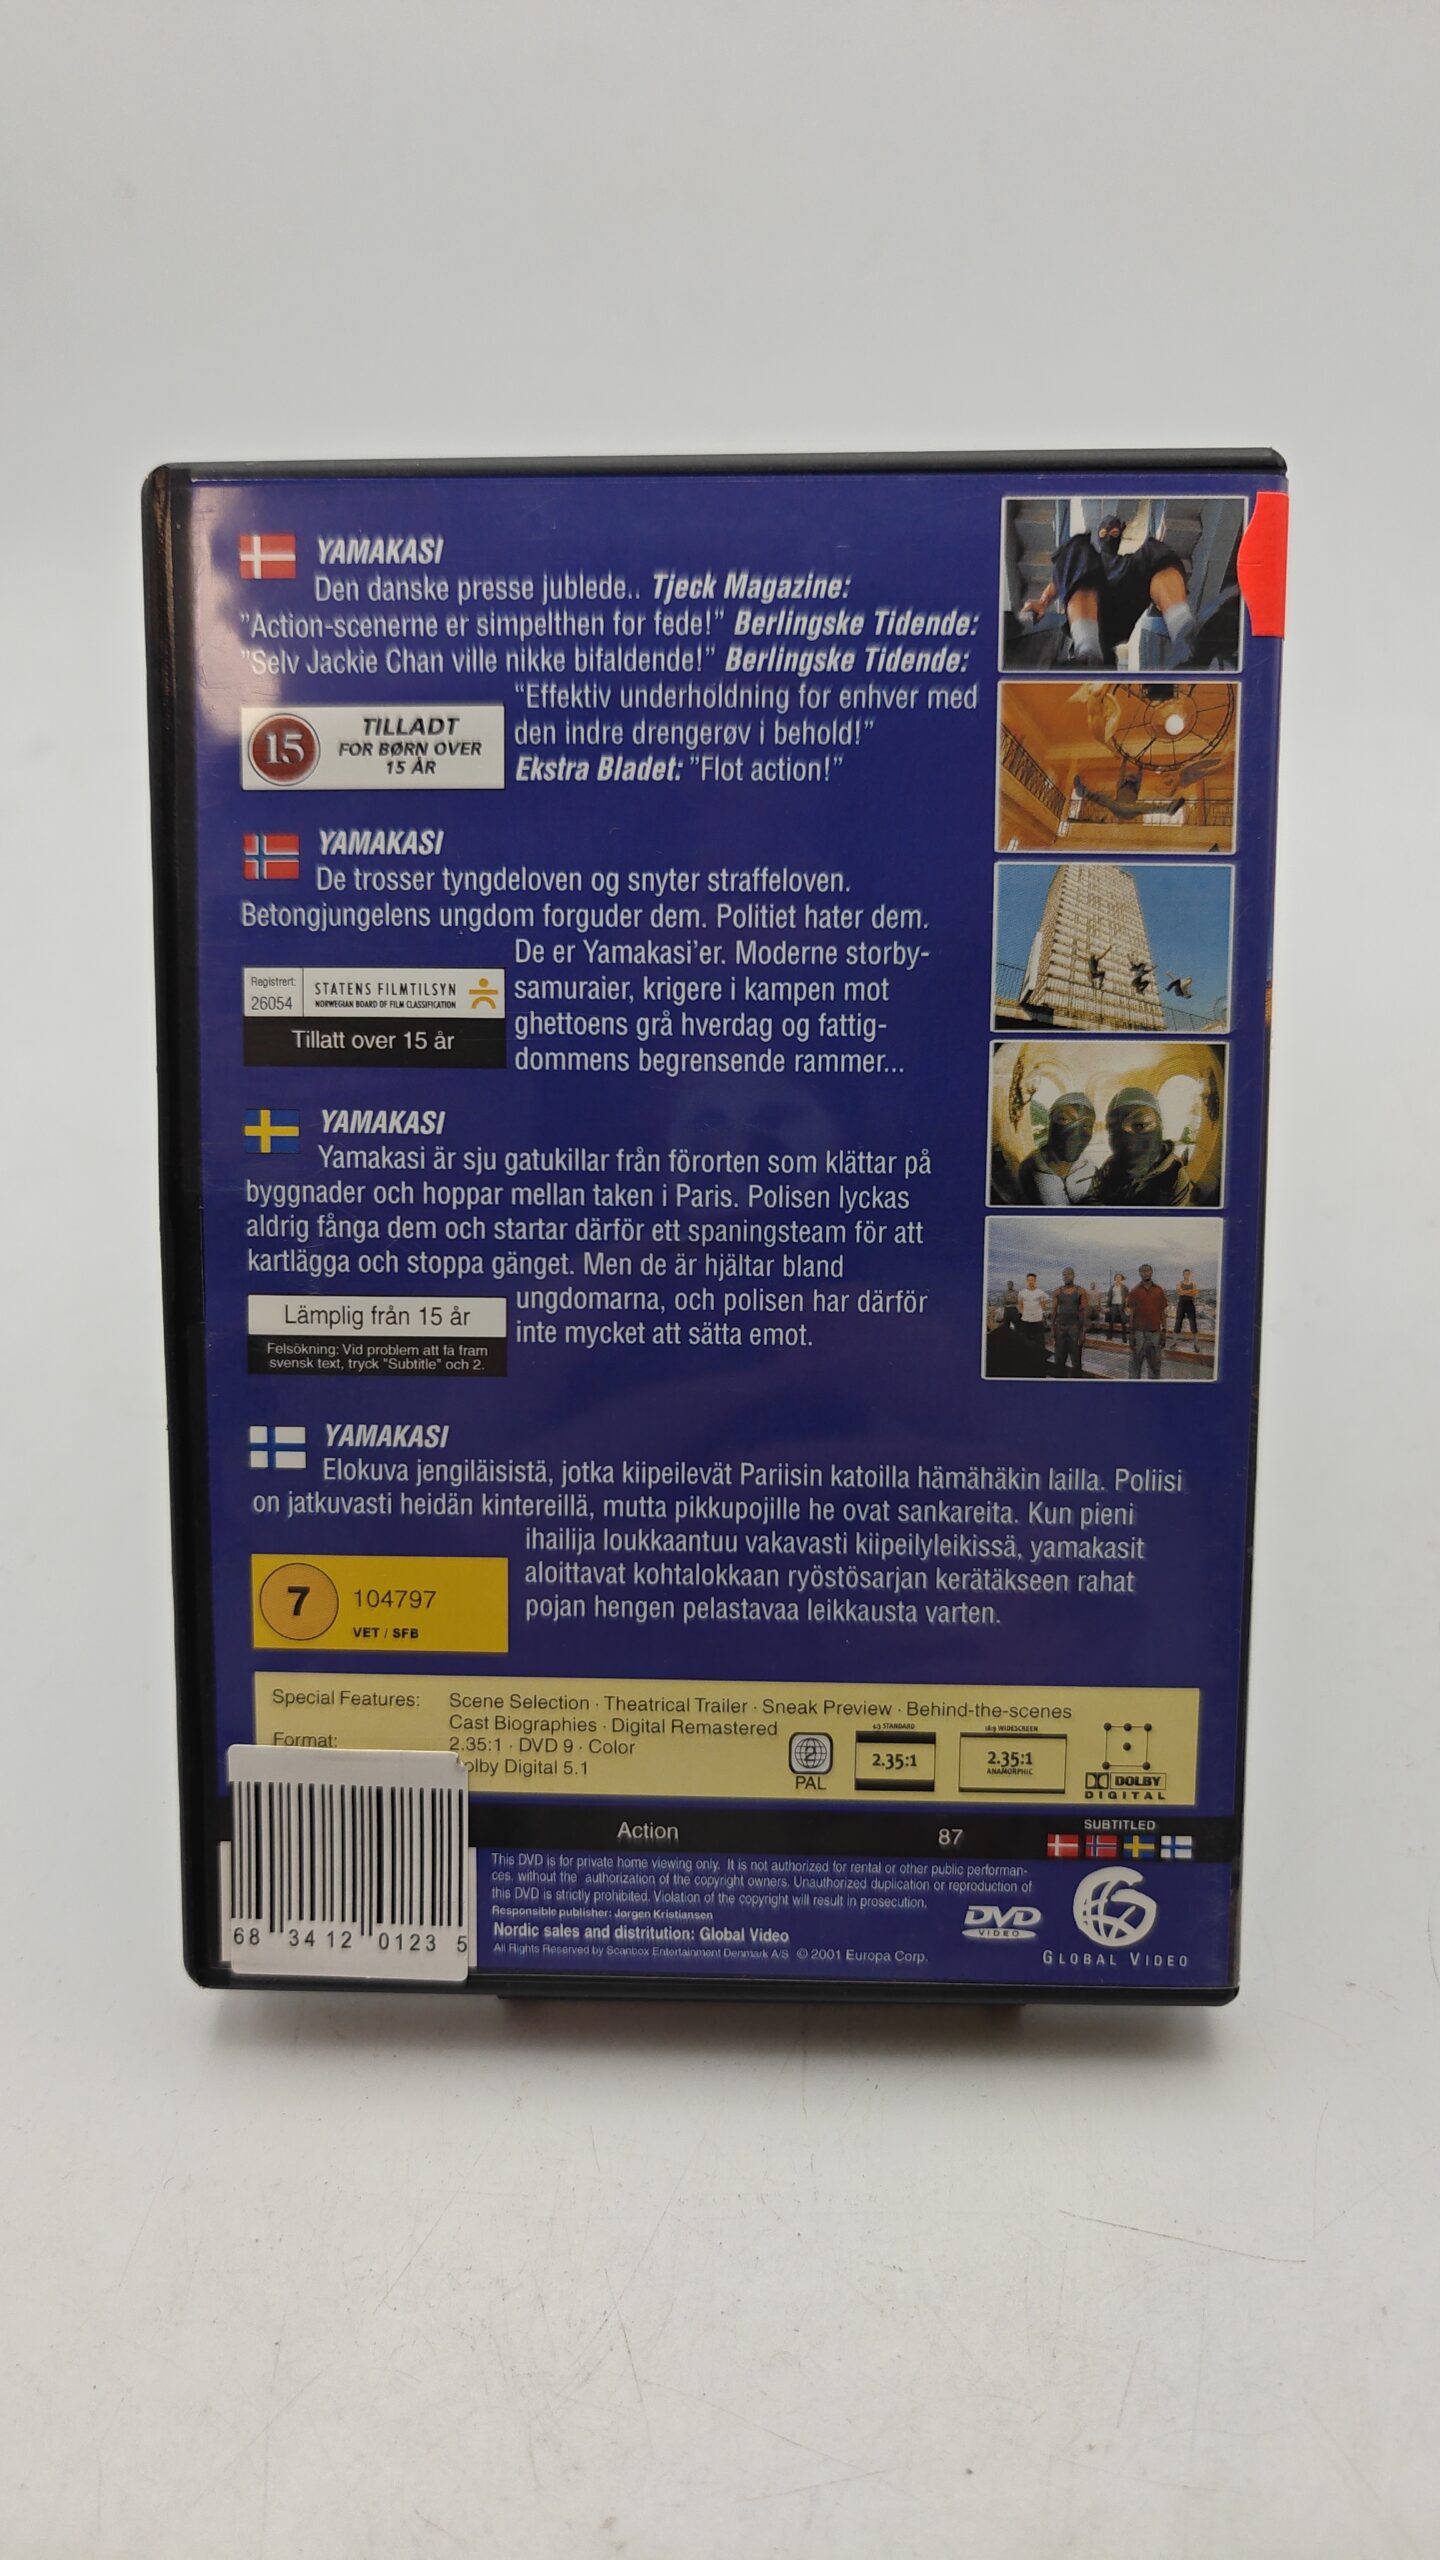 YAMAKASI
Den danske presse jublede.. Tjeck Magazine:
"Action-scenerne er simpelthen for fede!" Berlingske Tidende:
"Selv Jackie Chan ville nikke bifaldende!" Berlingske Tidende:
"Effektiv underholdning for enhver med
den indre drengerøv i behold!"
Ekstra Bladet: "Flot action!"
15
TILLADT
FOR BØRN OVER
15 ÅR
YAMAKASI
De trosser tyngdeloven og snyter straffeloven.
Betongjungelens ungdom forguder dem. Politiet hater dem.
De er Yamakasi'er. Moderne storby-
samuraier, krigere i kampen mot
ghettoens grå hverdag og fattig-
dommens begrensende rammer...
Registrert:
26054
STATENS FILMTILSYN
NORWEGIAN BOARD OF FILM CLASSIFICATION
Tillatt over 15 år
YAMAKASI
Yamakasi är sju gatukillar från förorten som klättar på
byggnader och hoppar mellan taken i Paris. Polisen lyckas
aldrig fånga dem och startar därför ett spaningsteam för att
kartlägga och stoppa gänget. Men de är hjältar bland
ungdomarna, och polisen har därför
inte mycket att sätta emot.
Lämplig från 15 år
Felsökning: Vid problem att få fram
svensk text, tryck "Subtitle" och 2.
YAMAKASI
Elokuva jengiläisistä, jotka kiipeilevät Pariisin katoilla hämähäkin lailla. Poliisi
on jatkuvasti heidän kintereillä, mutta pikkupojille he ovat sankareita. Kun pieni
ihailija loukkaantuu vakavasti kiipeilyleikissä, yamakasit
aloittavat kohtalokkaan ryöstösarjan kerätäkseen rahat
pojan hengen pelastavaa leikkausta varten.
7
104797
VET / SFB
Special Features: Scene Selection · Theatrical Trailer · Sneak Preview · Behind-the-scenes
Cast Biographies · Digital Remastered
Format: 2.35:1 · DVD 9 · Color
olby Digital 5.1
2
PAL
4:3 STANDARD
2.35:1
16:9 WIDESCREEN
2.35:1
ANAMORPHIC
DOLBY
DIGITAL
Action 87
SUBTITLED
This DVD is for private home viewing only. It is not authorized for rental or other public performan-
ces, without the authorization of the copyright owners. Unauthorized duplication or reproduction of
this DVD is strictly prohibited. Violation of the copyright will result in prosecution.
Responsible publisher: Jørgen Kristiansen
Nordic sales and distritution: Global Video
All Rights Reserved by Scanbox Entertainment Denmark A/S © 2001 Europa Corp.
DVD
VIDEO
GLOBAL VIDEO
68 3412 0123 5